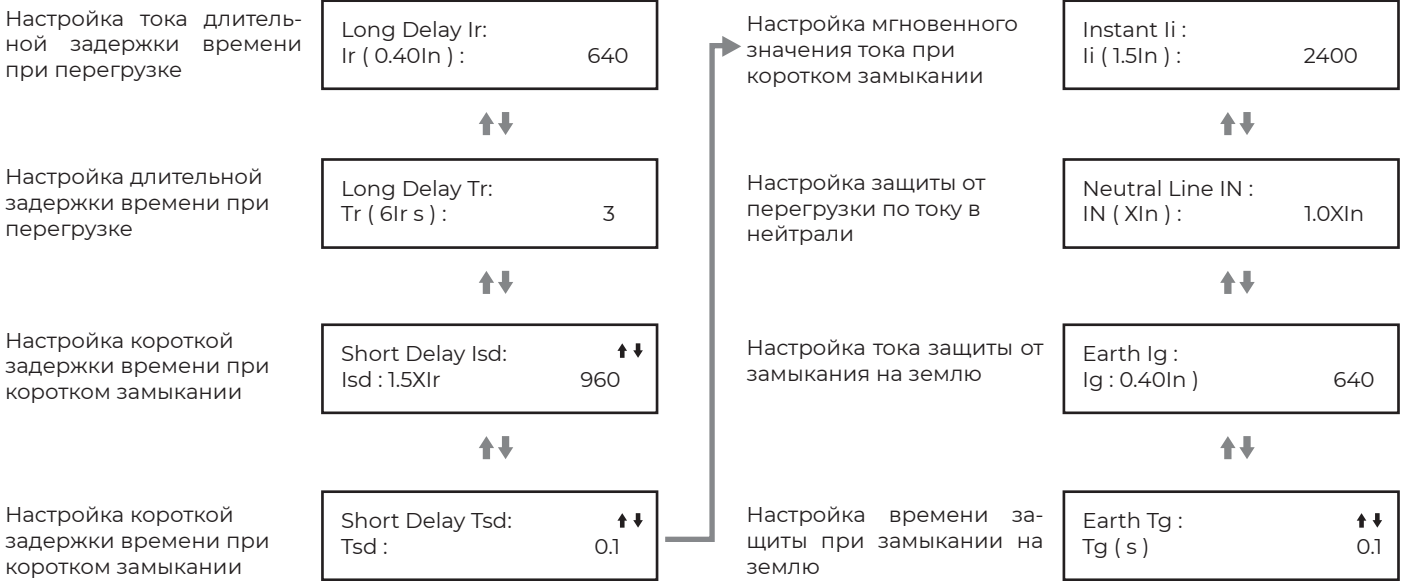 Настройка тока длитель-
ной задержки времени
при перегрузке
Long Delay Ir:
Ir ( 0.40In ) : 640
Настройка длительной
задержки времени при
перегрузке
Long Delay Tr:
Tr ( 6Ir s ) : 3
Настройка короткой
задержки времени при
коротком замыкании
Short Delay Isd:
Isd : 1.5XIr 960
Настройка короткой
задержки времени при
коротком замыкании
Short Delay Tsd:
Tsd : 0.1
Настройка мгновенного
значения тока при
коротком замыкании
Instant Ii :
Ii ( 1.5In ) : 2400
Настройка защиты от
перегрузки по току в
нейтрали
Neutral Line IN :
IN ( XIn ) : 1.0XIn
Настройка тока защиты от
замыкания на землю
Earth Ig :
Ig : 0.40In ) 640
Настройка времени за-
щиты при замыкании на
землю
Earth Tg :
Tg ( s ) 0.1